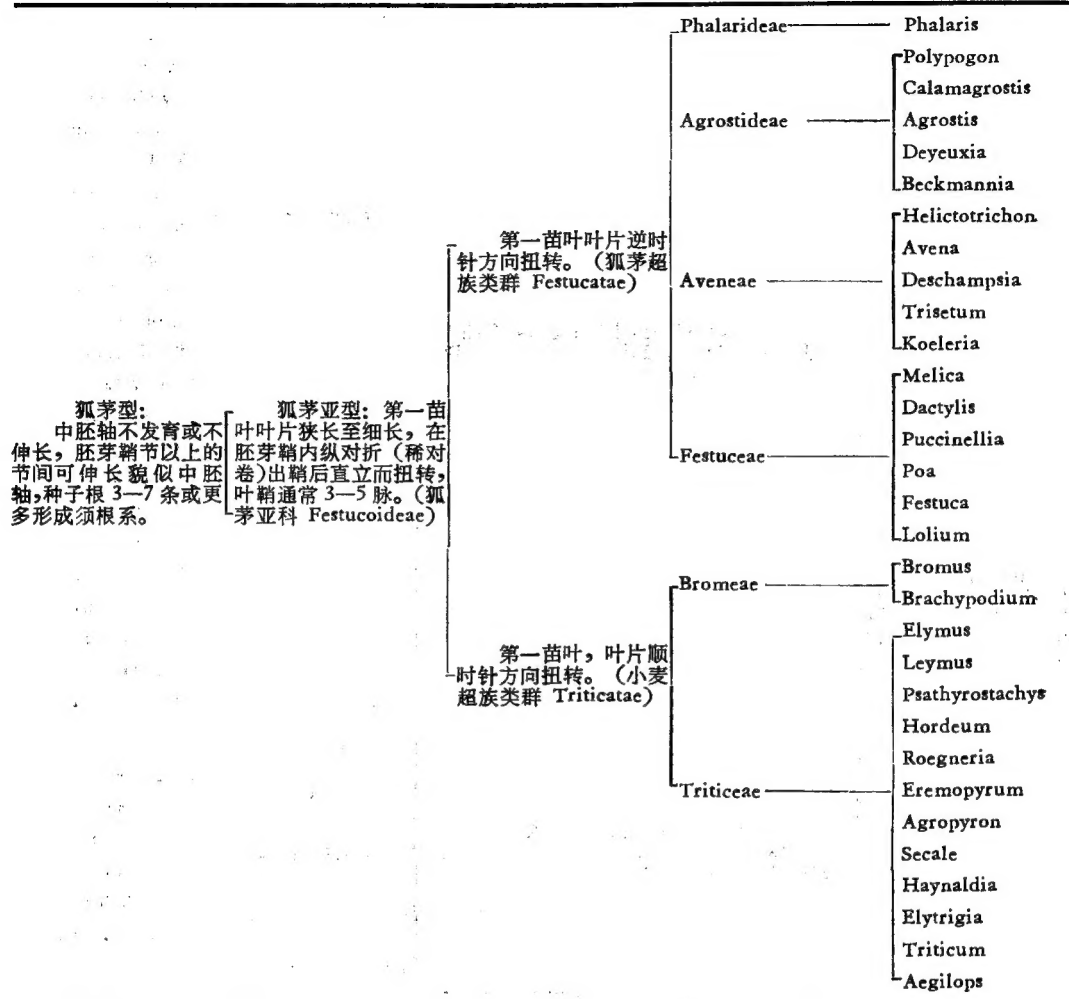 狐茅型：
中胚轴不发育或不
伸长，胚芽鞘节以上的
节间可伸长貌似中胚
轴，种子根 3—7 条或更
多形成须根系。
狐茅亚型：第一苗
叶叶片狭长至细长，在
胚芽鞘内纵对折（稀对
卷）出鞘后直立而扭转，
叶鞘通常 3—5 脉。（狐
茅亚科 Festucoideae）
第一苗叶叶片逆时
针方向扭转。（狐茅超
族类群 Festucatae）
Phalarideae
Phalaris
Agrostideae
Polypogon
Calamagrostis
Agrostis
Deyeuxia
Beckmannia
Aveneae
Helictotrichon
Avena
Deschampsia
Trisetum
Koeleria
Festuceae
Melica
Dactylis
Puccinellia
Poa
Festuca
Lolium
第一苗叶，叶片顺
时针方向扭转。（小麦
超族类群 Triticatae）
Bromeae
Bromus
Brachypodium
Triticeae
Elymus
Leymus
Psathyrostachys
Hordeum
Roegneria
Eremopyrum
Agropyron
Secale
Haynaldia
Elytrigia
Triticum
Aegilops